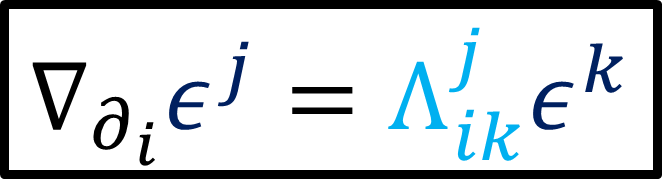 ∇_{∂_i} ϵ^j = Λ^j_{ik} ϵ^k